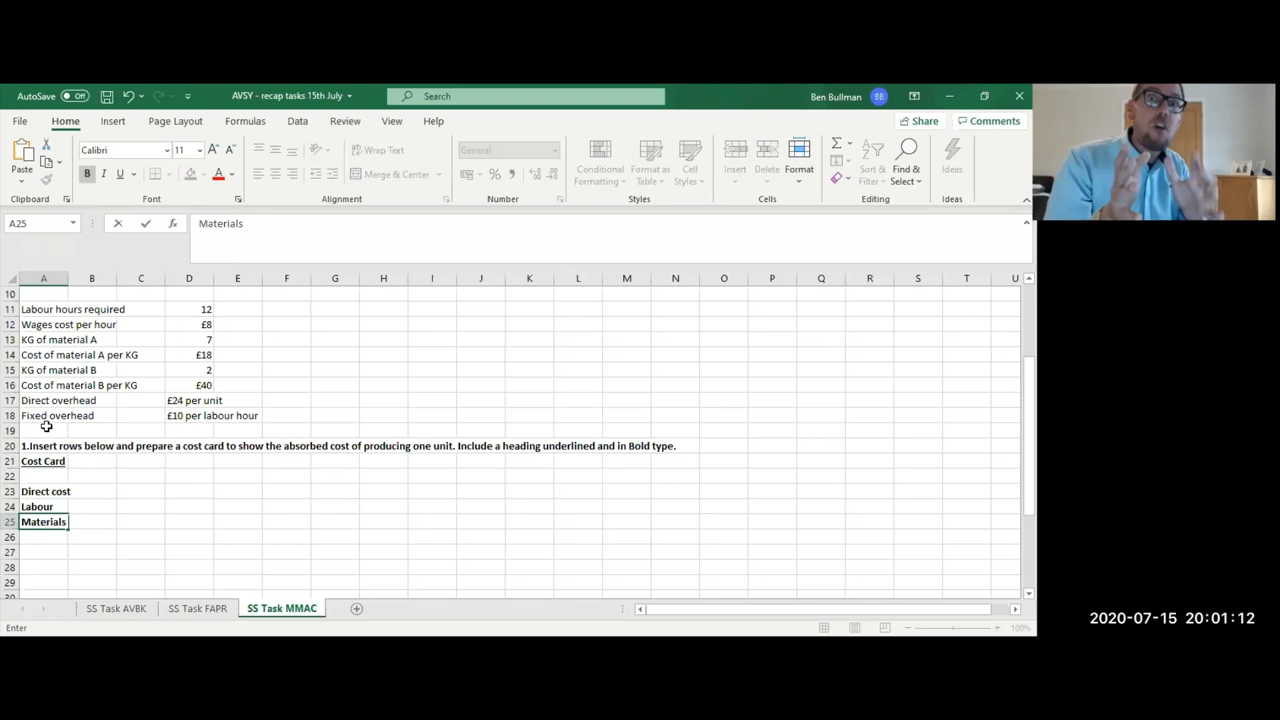 AutoSave Off AVSY - recap tasks 15th July Search Ben Bullman BB
File Home Insert Page Layout Formulas Data Review View Help Share Comments
Paste Calibri 11 A A Wrap Text General Conditional Format as Cell Insert Delete Format Sort & Find & Ideas
B I U A Merge & Center % , Formatting Table Styles Filter Select
Clipboard Font Alignment Number Styles Cells Editing Ideas
A25 fx Materials
A B C D E F G H I J K L M N O P Q R S T U
10
11 Labour hours required 12
12 Wages cost per hour £8
13 KG of material A 7
14 Cost of material A per KG £18
15 KG of material B 2
16 Cost of material B per KG £40
17 Direct overhead £24 per unit
18 Fixed overhead £10 per labour hour
19
20 1.Insert rows below and prepare a cost card to show the absorbed cost of producing one unit. Include a heading underlined and in Bold type.
21 Cost Card
22
23 Direct cost
24 Labour
25 Materials
26
27
28
29
SS Task AVBK SS Task FAPR SS Task MMAC
Enter 100%
2020-07-15 20:01:12